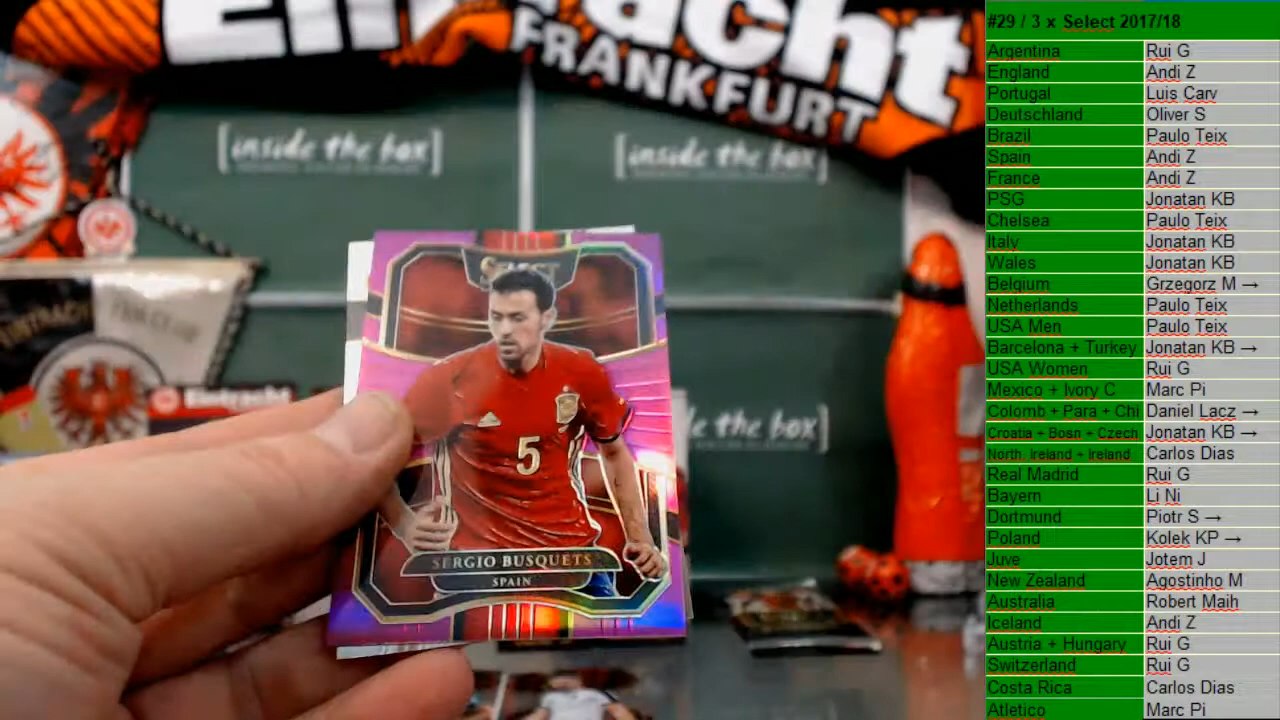 Eintracht
FRANKFURT
[inside the box]
[inside the box]
SELECT
5
SERGIO BUSQUETS
SPAIN
Eintracht
de the box]
#29 / 3 x Select 2017/18
Argentina Rui G
England Andi Z
Portugal Luis Carv
Deutschland Oliver S
Brazil Paulo Teix
Spain Andi Z
France Andi Z
PSG Jonatan KB
Chelsea Paulo Teix
Italy Jonatan KB
Wales Jonatan KB
Belgium Grzegorz M →
Netherlands Paulo Teix
USA Men Paulo Teix
Barcelona + Turkey Jonatan KB →
USA Women Rui G
Mexico + Ivory C Marc Pi
Colomb + Para + Chi Daniel Lacz →
Croatia + Bosn + Czech Jonatan KB →
North. Ireland + Ireland Carlos Dias
Real Madrid Rui G
Bayern Li Ni
Dortmund Piotr S →
Poland Kolek KP →
Juve Jotem J
New Zealand Agostinho M
Australia Robert Maih
Iceland Andi Z
Austria + Hungary Rui G
Switzerland Rui G
Costa Rica Carlos Dias
Atletico Marc Pi